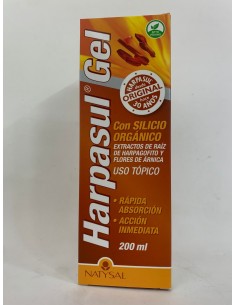 Harpasul® Gel
HARPASUL
ORIGINAL
30 AÑOS
Con SILICIO
ORGÁNICO
EXTRACTOS DE RAÍZ
DE HARPAGOFITO Y
FLORES DE ÁRNICA
USO TÓPICO
• RÁPIDA
ABSORCIÓN
• ACCIÓN
INMEDIATA
200 ml
NATYSAL